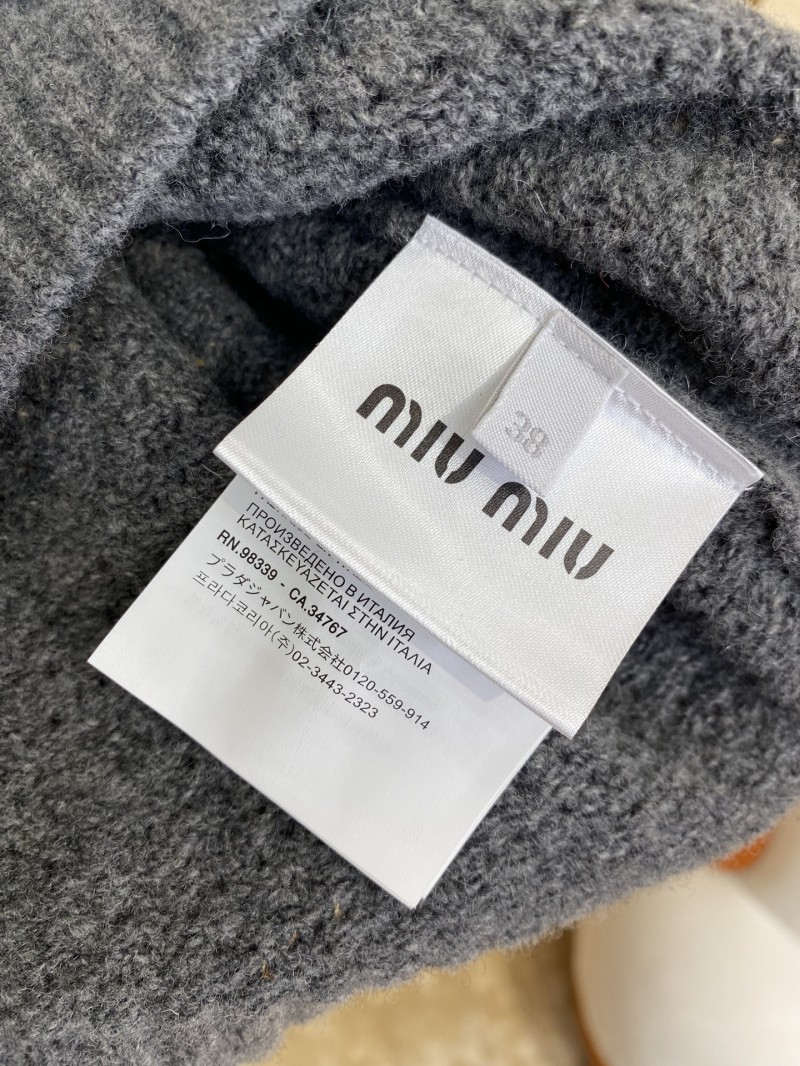 MIU MIU
38
ПРОИЗВЕДЕНО В ИТАЛИЯ
ΚΑΤΑΣΚΕΥΑΖΕΤΑΙ ΣΤΗΝ ΙΤΑΛΙΑ
RN.98339 - CA.34767
プラダジャパン株式会社0120-559-914
프라다코리아(주)02-3443-2323